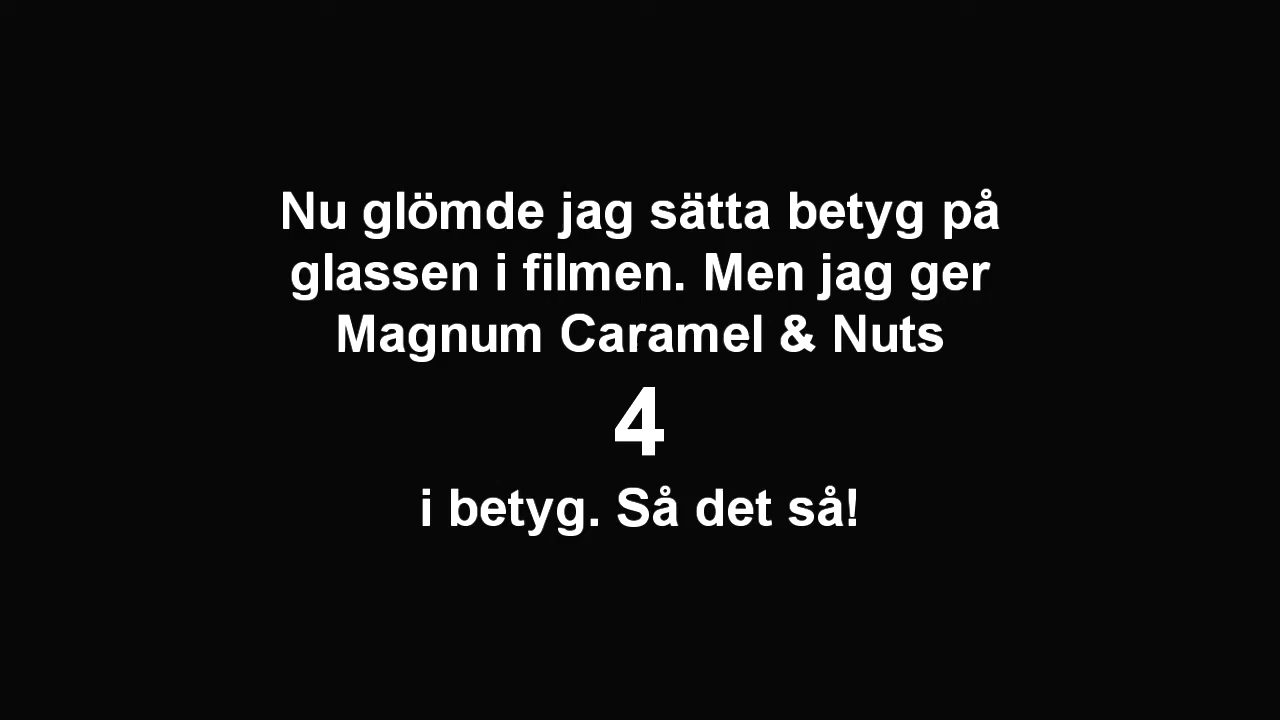 Nu glömde jag sätta betyg på
glassen i filmen. Men jag ger
Magnum Caramel & Nuts
4
i betyg. Så det så!